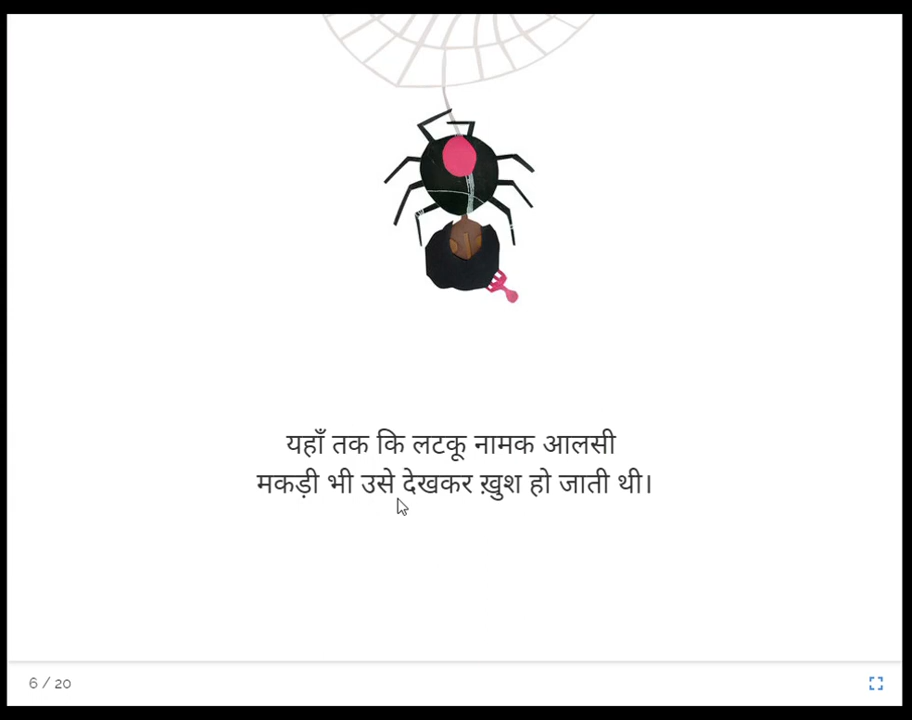 यहाँ तक कि लटकू नामक आलसी
मकड़ी भी उसे देखकर ख़ुश हो जाती थी।
6 / 20